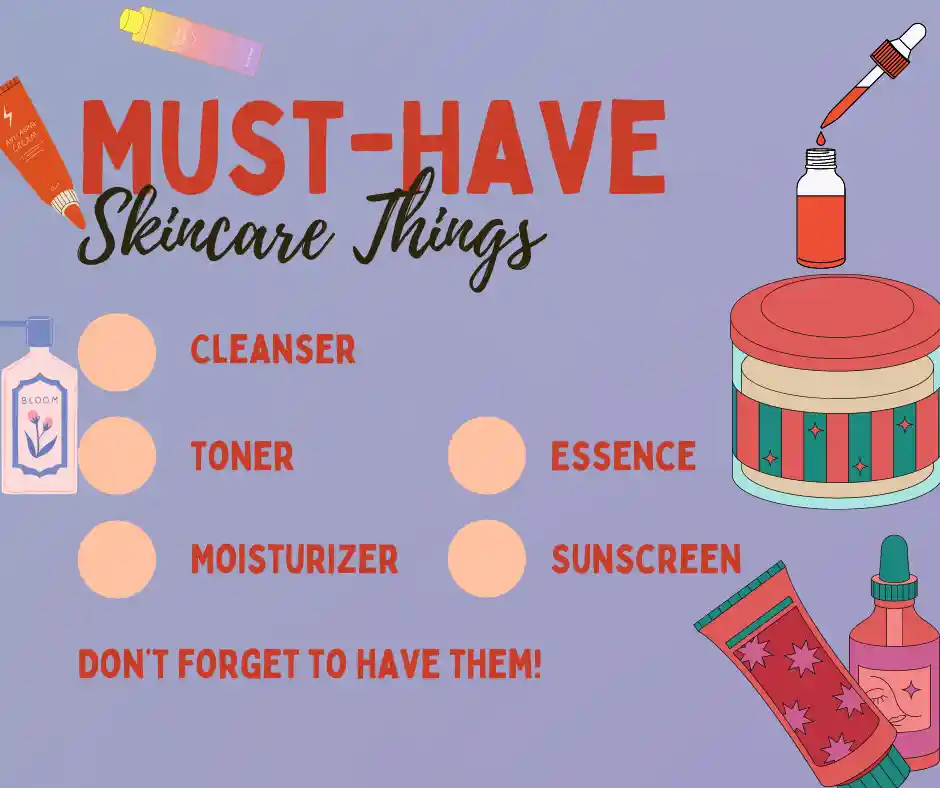 MUST-HAVE
Skincare Things
ANTI AGING
CREAM
BLOOM
CLEANSER
TONER
ESSENCE
MOISTURIZER
SUNSCREEN
DON'T FORGET TO HAVE THEM!